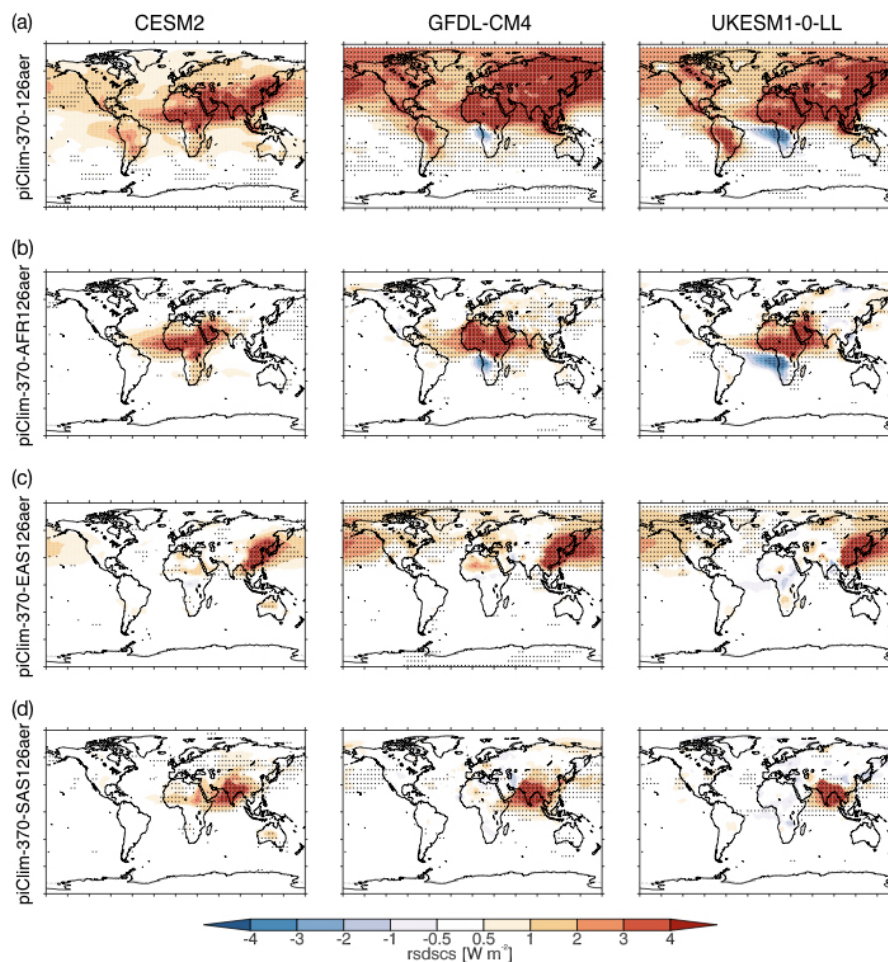 (a)
CESM2 GFDL-CM4 UKESM1-0-LL
piClim-370-126aer
(b)
piClim-370-AFR126aer
(c)
piClim-370-EAS126aer
(d)
piClim-370-SAS126aer
-4 -3 -2 -1 -0.5 0.5 1 2 3 4
rsdscs [W m⁻²]